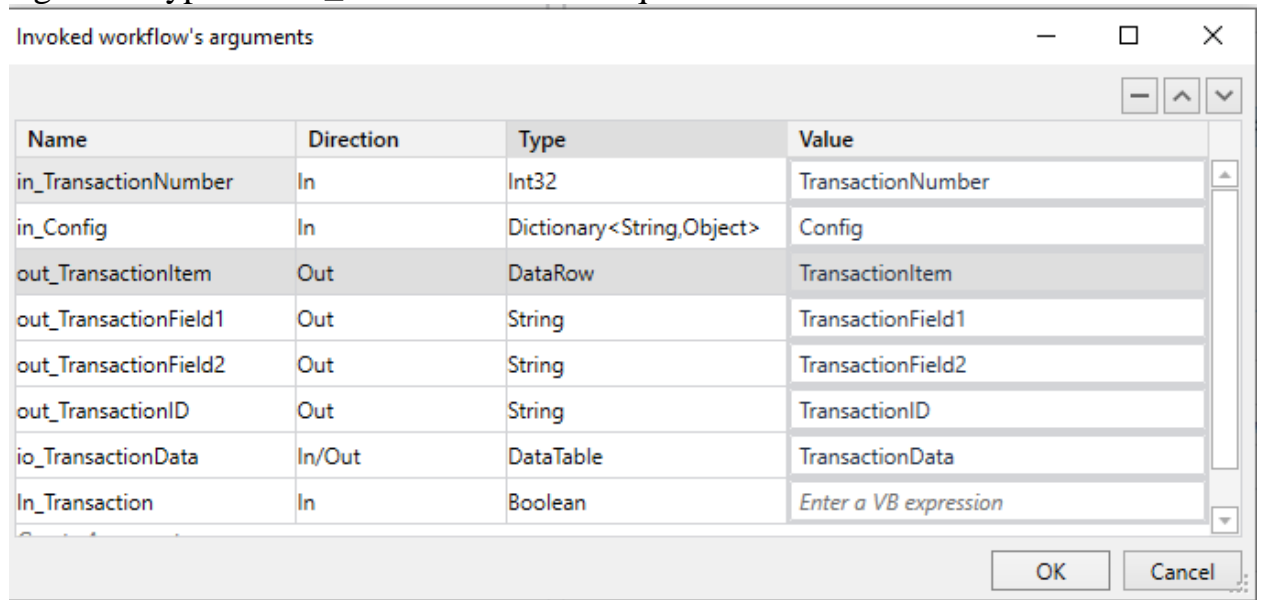 Invoked workflow's arguments
Name Direction Type Value
in_TransactionNumber In Int32 TransactionNumber
in_Config In Dictionary<String,Object> Config
out_TransactionItem Out DataRow TransactionItem
out_TransactionField1 Out String TransactionField1
out_TransactionField2 Out String TransactionField2
out_TransactionID Out String TransactionID
io_TransactionData In/Out DataTable TransactionData
In_Transaction In Boolean Enter a VB expression
OK Cancel